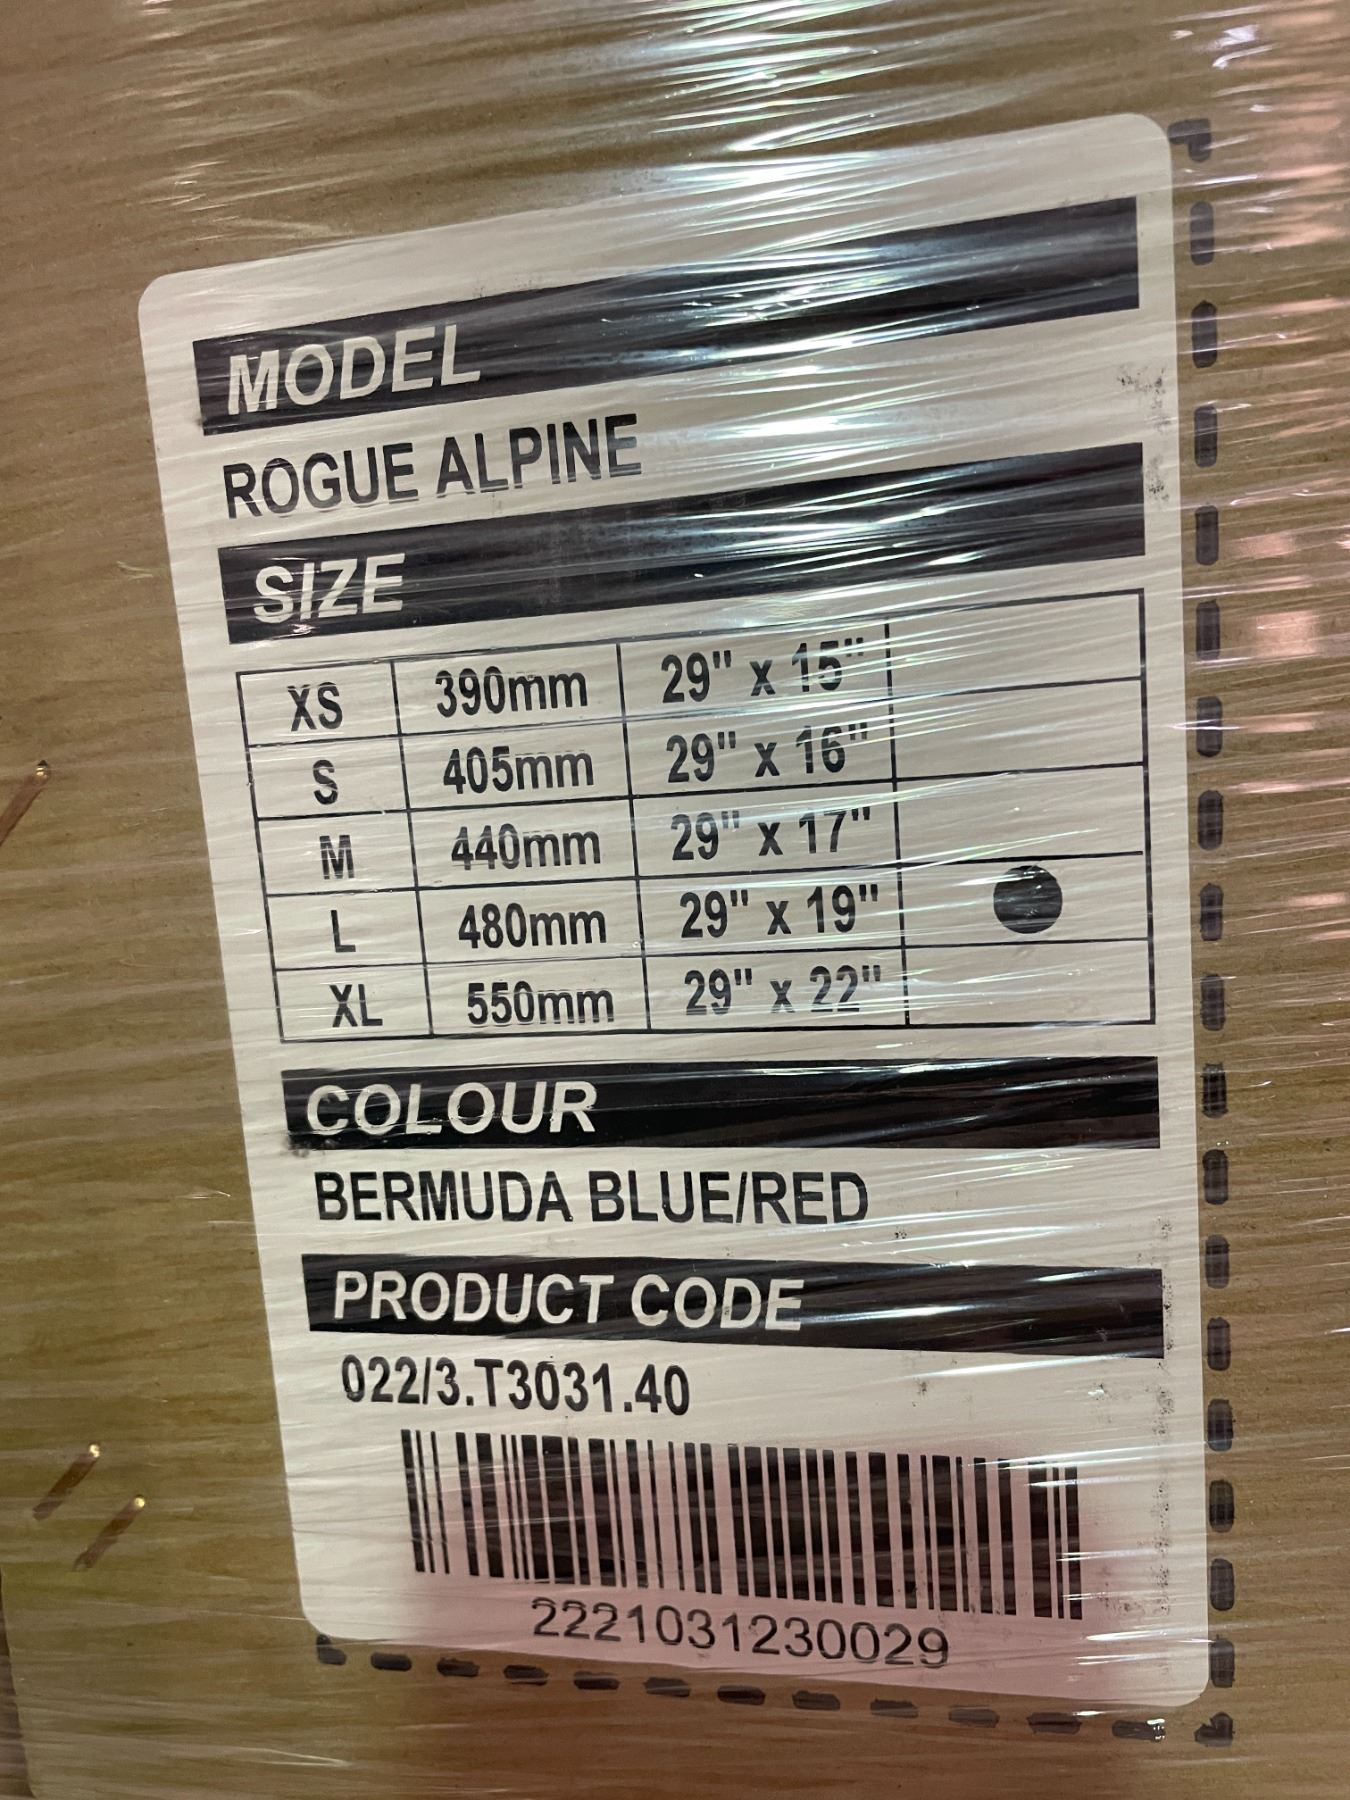 MODEL
ROGUE ALPINE
SIZE
XS 390mm 29" x 15"
S 405mm 29" x 16"
M 440mm 29" x 17"
L 480mm 29" x 19" ●
XL 550mm 29" x 22"
COLOUR
BERMUDA BLUE/RED
PRODUCT CODE
022/3.T3031.40
2221031230029